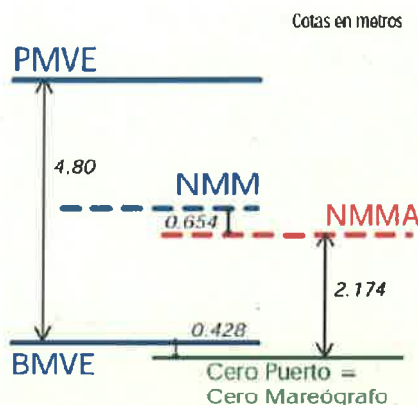 Cotas en metros
PMVE
4.80
NMM
0.654
NMMA
2.174
0.428
BMVE
Cero Puerto =
Cero Mareógrafo